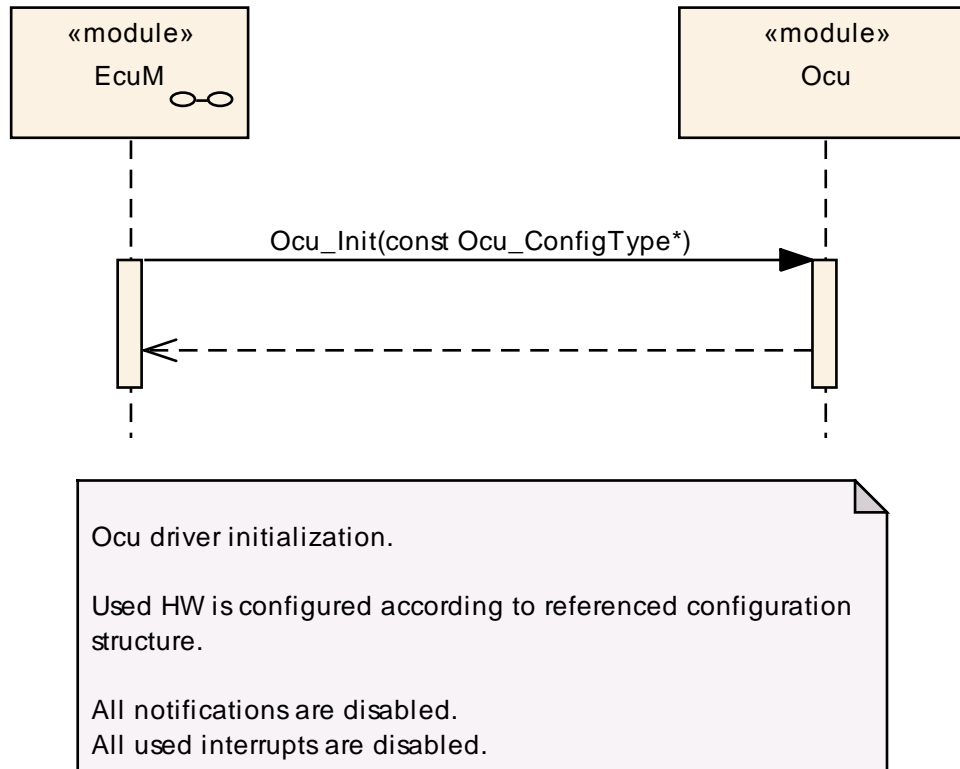 «module»
EcuM
«module»
Ocu
Ocu_Init(const Ocu_ConfigType*)
Ocu driver initialization.
Used HW is configured according to referenced configuration
structure.
All notifications are disabled.
All used interrupts are disabled.